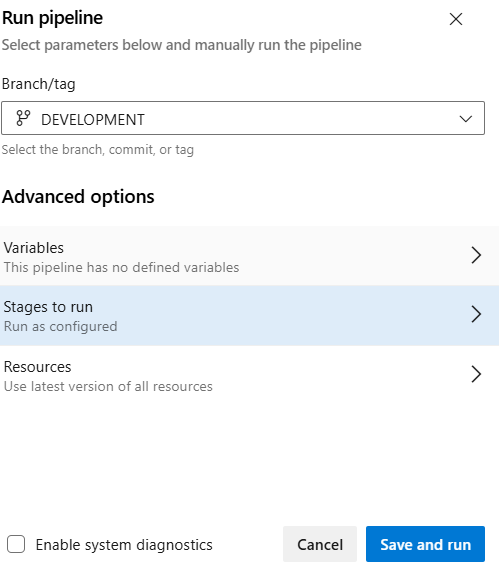 Run pipeline
Select parameters below and manually run the pipeline
Branch/tag
DEVELOPMENT
Select the branch, commit, or tag
Advanced options
Variables
This pipeline has no defined variables
Stages to run
Run as configured
Resources
Use latest version of all resources
Enable system diagnostics
Cancel
Save and run